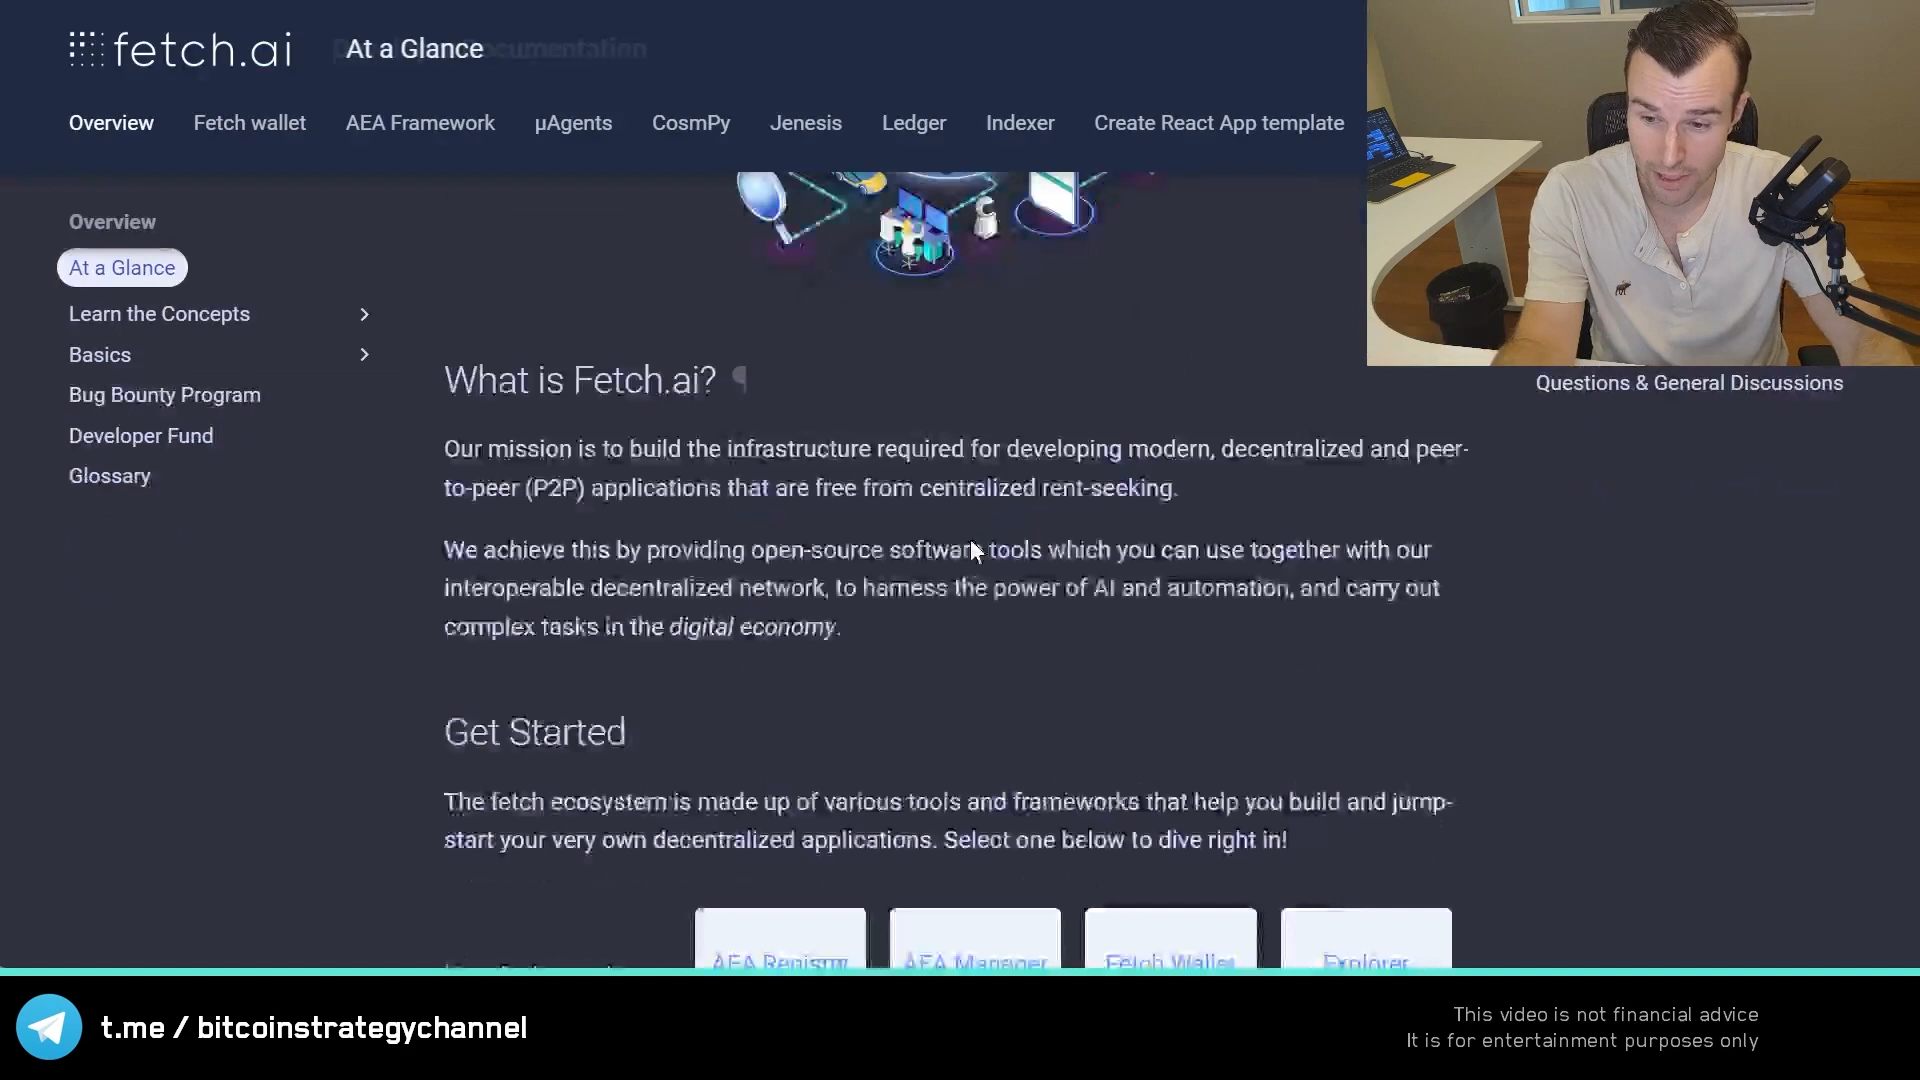 fetch.ai
At a Glance
Documentation
Overview
Fetch wallet
AEA Framework
µAgents
CosmPy
Jenesis
Ledger
Indexer
Create React App template
Overview
At a Glance
Learn the Concepts
Basics
Bug Bounty Program
Developer Fund
Glossary
What is Fetch.ai? ¶
Questions & General Discussions
Our mission is to build the infrastructure required for developing modern, decentralized and peer-
to-peer (P2P) applications that are free from centralized rent-seeking.
We achieve this by providing open-source software tools which you can use together with our
interoperable decentralized network, to harness the power of AI and automation, and carry out
complex tasks in the digital economy.
Get Started
The fetch ecosystem is made up of various tools and frameworks that help you build and jump-
start your very own decentralized applications. Select one below to dive right in!
AEA Registry
AEA Manager
Fetch Wallet
Explorer
t.me / bitcoinstrategychannel
This video is not financial advice
It is for entertainment purposes only